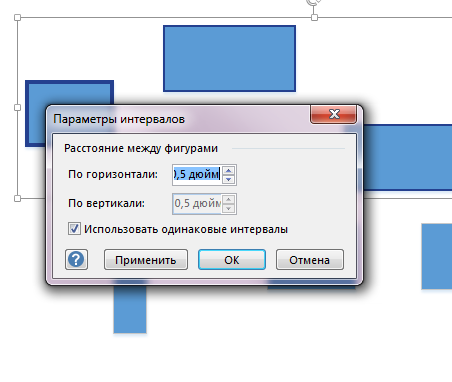 Параметры интервалов
Расстояние между фигурами
По горизонтали: 0,5 дюйм
По вертикали: 0,5 дюйм
Использовать одинаковые интервалы
? Применить ОК Отмена